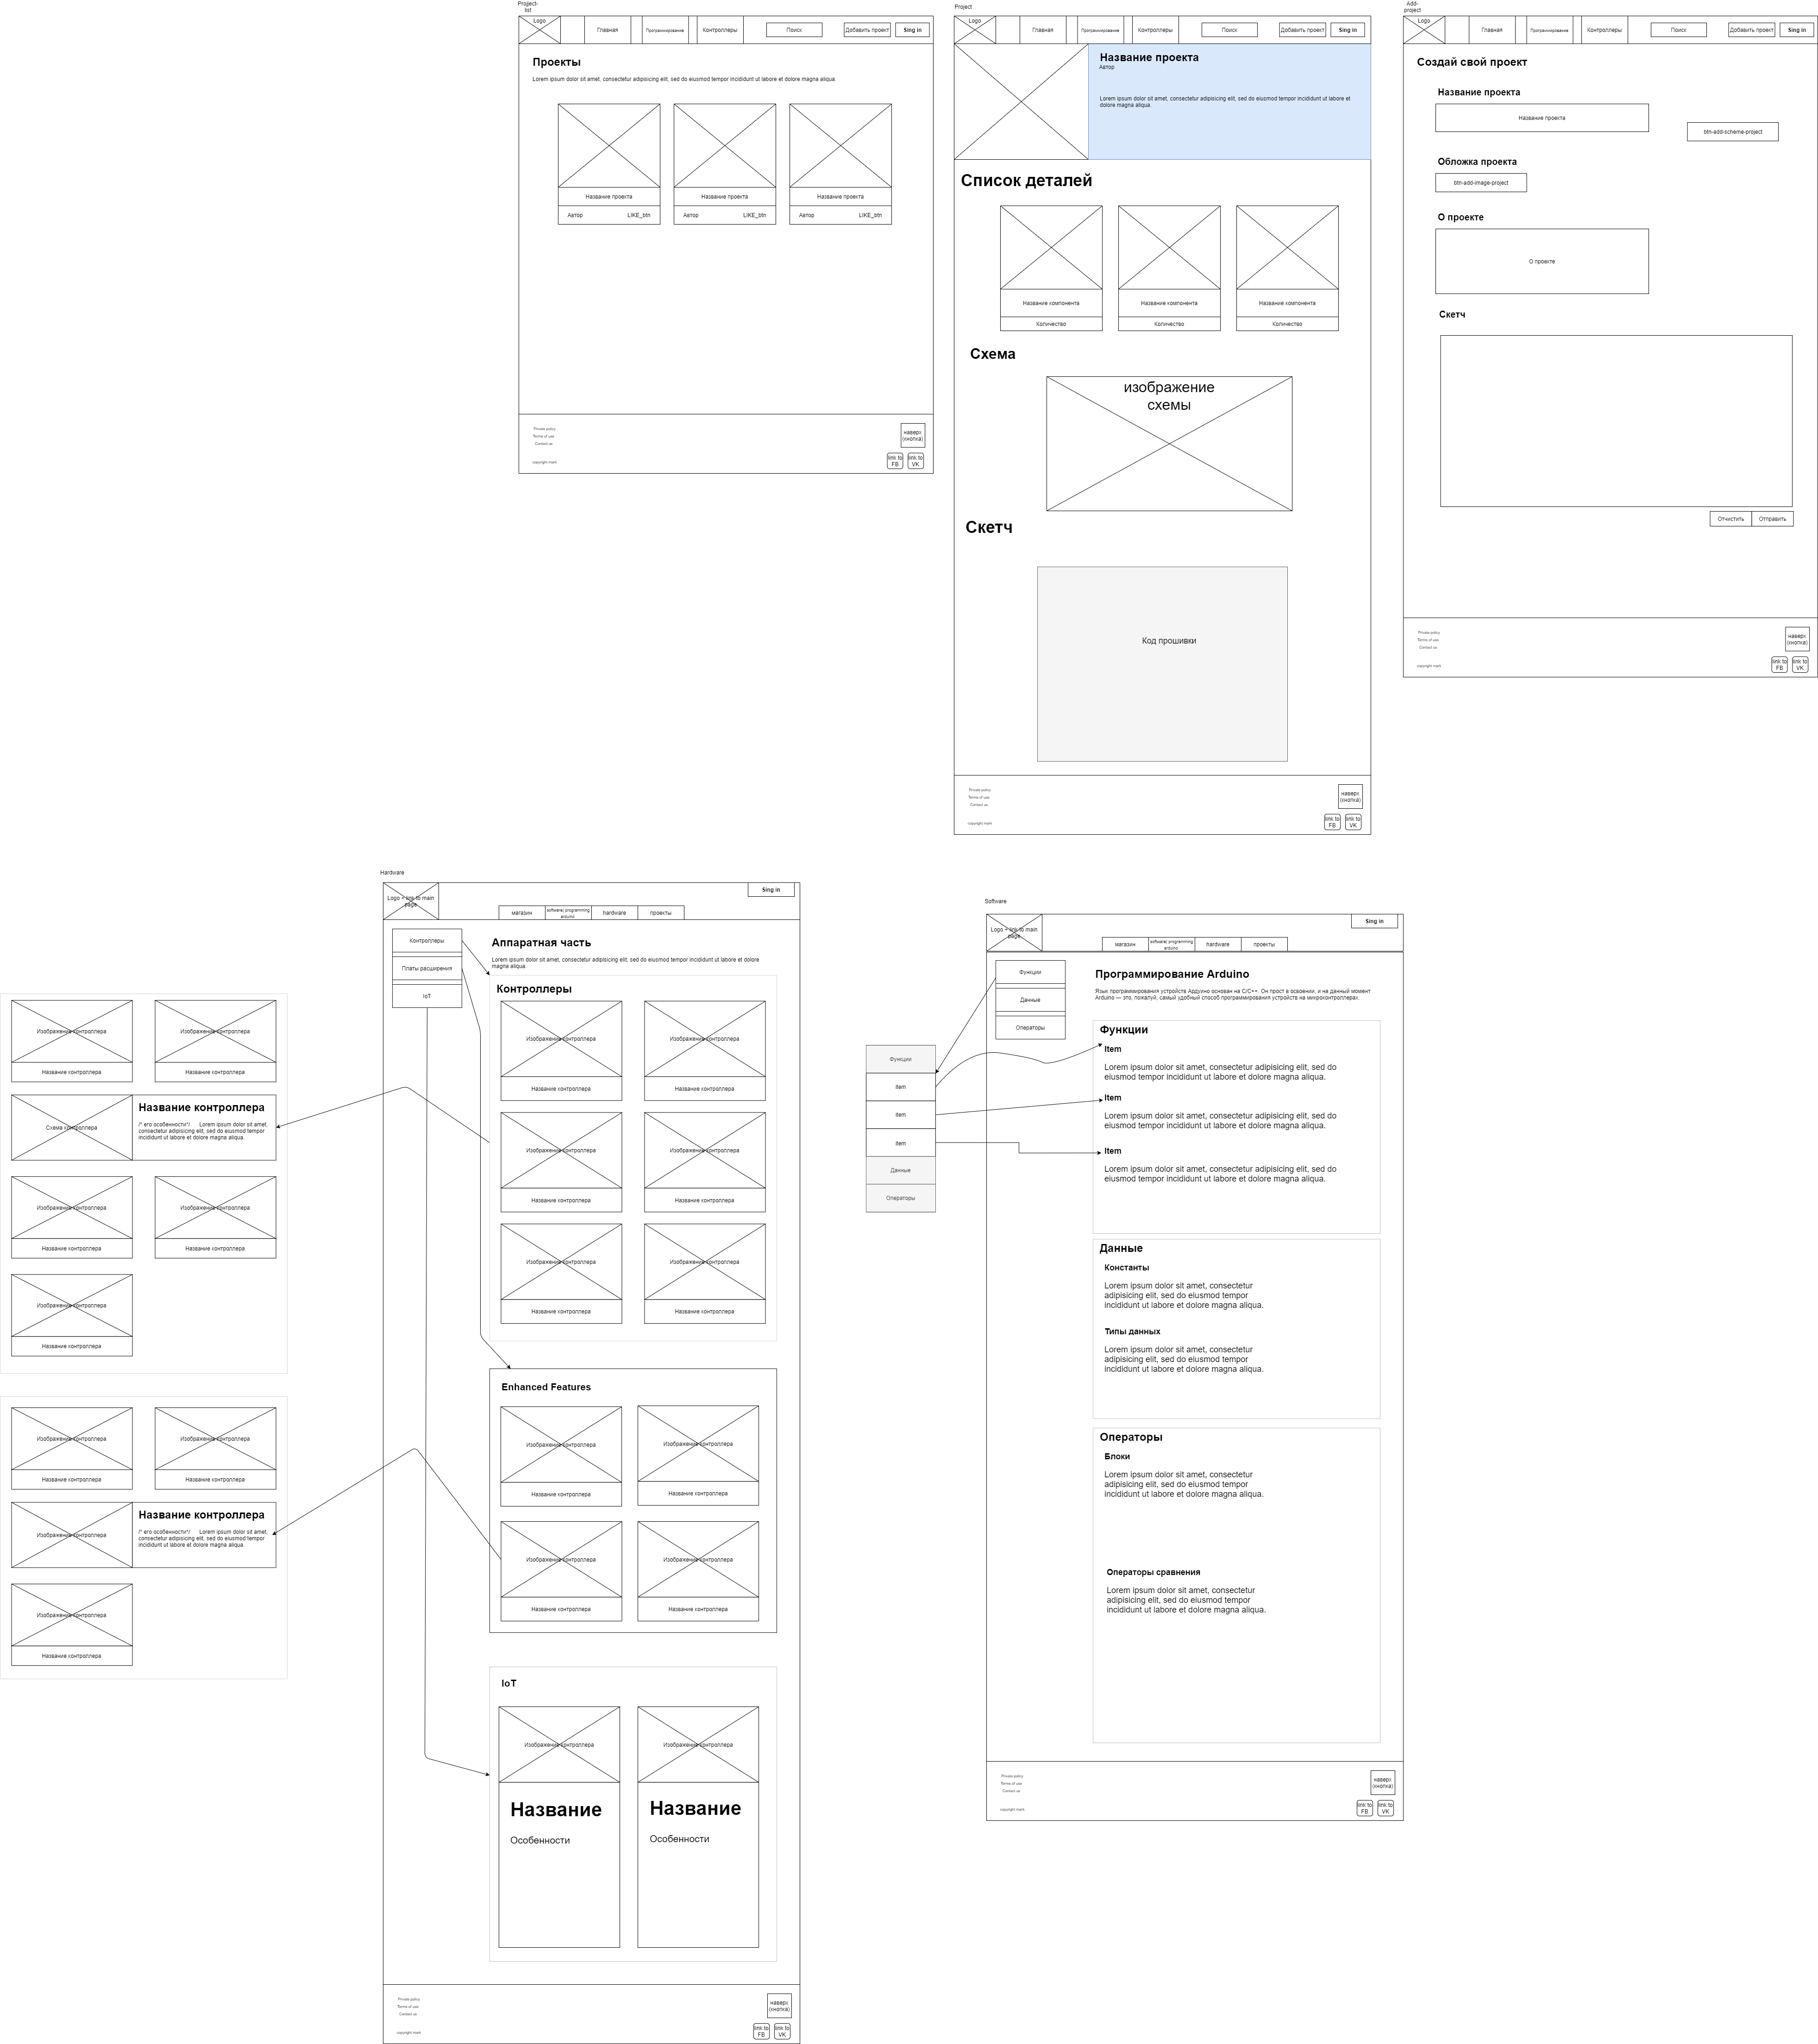 Project-
list
Logo
Главная
Программирование
Контроллеры
Поиск
Добавить проект
Sing in
Проекты
Lorem ipsum dolor sit amet, consectetur adipisicing elit, sed do eiusmod tempor incididunt ut labore et dolore magna aliqua.
Название проекта
Название проекта
Название проекта
Автор
LIKE_btn
Автор
LIKE_btn
Автор
LIKE_btn
Private policy
Terms of use
Contact us
copyright mark
наверх
(кнопка)
link to
FB
link to
VK
Project
Logo
Главная
Программирование
Контроллеры
Поиск
Добавить проект
Sing in
Название проекта
Автор
Lorem ipsum dolor sit amet, consectetur adipisicing elit, sed do eiusmod tempor incididunt ut labore et
dolore magna aliqua.
Список деталей
Название компонента
Название компонента
Название компонента
Количество
Количество
Количество
Схема
изображение
схемы
Скетч
Код прошивки
Private policy
Terms of use
Contact us
copyright mark
наверх
(кнопка)
link to
FB
link to
VK
Add-
project
Logo
Главная
Программирование
Контроллеры
Поиск
Добавить проект
Sing in
Создай свой проект
Название проекта
Название проекта
btn-add-scheme-project
Обложка проекта
btn-add-image-project
О проекте
О проекте
Скетч
Отчистить
Отправить
Private policy
Terms of use
Contact us
copyright mark
наверх
(кнопка)
link to
FB
link to
VK
Изображение контроллера
Изображение контроллера
Название контроллера
Название контроллера
Схема контроллера
Название контроллера
/* его особенности*/ Lorem ipsum dolor sit amet,
consectetur adipisicing elit, sed do eiusmod tempor
incididunt ut labore et dolore magna aliqua.
Изображение контроллера
Изображение контроллера
Название контроллера
Название контроллера
Изображение контроллера
Название контроллера
Изображение контроллера
Изображение контроллера
Название контроллера
Название контроллера
Изображение контроллера
Название контроллера
/* его особенности*/ Lorem ipsum dolor sit amet,
consectetur adipisicing elit, sed do eiusmod tempor
incididunt ut labore et dolore magna aliqua.
Изображение контроллера
Название контроллера
Hardware
Logo + link to main
page
Sing in
магазин
software( programming
arduino
hardware
проекты
Контроллеры
Платы расширения
IoT
Аппаратная часть
Lorem ipsum dolor sit amet, consectetur adipisicing elit, sed do eiusmod tempor incididunt ut labore et dolore
magna aliqua.
Контроллеры
Изображение контроллера
Изображение контроллера
Название контроллера
Название контроллера
Изображение контроллера
Изображение контроллера
Название контроллера
Название контроллера
Изображение контроллера
Изображение контроллера
Название контроллера
Название контроллера
Enhanced Features
Изображение контроллера
Изображение контроллера
Название контроллера
Название контроллера
Изображение контроллера
Изображение контроллера
Название контроллера
Название контроллера
IoT
Изображение контроллера
Изображение контроллера
Название
Название
Особенности
Особенности
Private policy
Terms of use
Contact us
copyright mark
наверх
(кнопка)
link to
FB
link to
VK
Software
Logo + link to main
page
Sing in
магазин
software( programming
arduino
hardware
проекты
Функции
Данные
Операторы
Функции
item
item
item
Данные
Операторы
Программирование Arduino
Язык программирования устройств Ардуино основан на C/C++. Он прост в освоении, и на данный момент
Arduino — это, пожалуй, самый удобный способ программирования устройств на микроконтроллерах.
Функции
Item
Lorem ipsum dolor sit amet, consectetur adipisicing elit, sed do
eiusmod tempor incididunt ut labore et dolore magna aliqua.
Item
Lorem ipsum dolor sit amet, consectetur adipisicing elit, sed do
eiusmod tempor incididunt ut labore et dolore magna aliqua.
Item
Lorem ipsum dolor sit amet, consectetur adipisicing elit, sed do
eiusmod tempor incididunt ut labore et dolore magna aliqua.
Данные
Константы
Lorem ipsum dolor sit amet, consectetur
adipisicing elit, sed do eiusmod tempor
incididunt ut labore et dolore magna aliqua.
Типы данных
Lorem ipsum dolor sit amet, consectetur
adipisicing elit, sed do eiusmod tempor
incididunt ut labore et dolore magna aliqua.
Операторы
Блоки
Lorem ipsum dolor sit amet, consectetur
adipisicing elit, sed do eiusmod tempor
incididunt ut labore et dolore magna aliqua.
Операторы сравнения
Lorem ipsum dolor sit amet, consectetur
adipisicing elit, sed do eiusmod tempor
incididunt ut labore et dolore magna aliqua.
Private policy
Terms of use
Contact us
copyright mark
наверх
(кнопка)
link to
FB
link to
VK